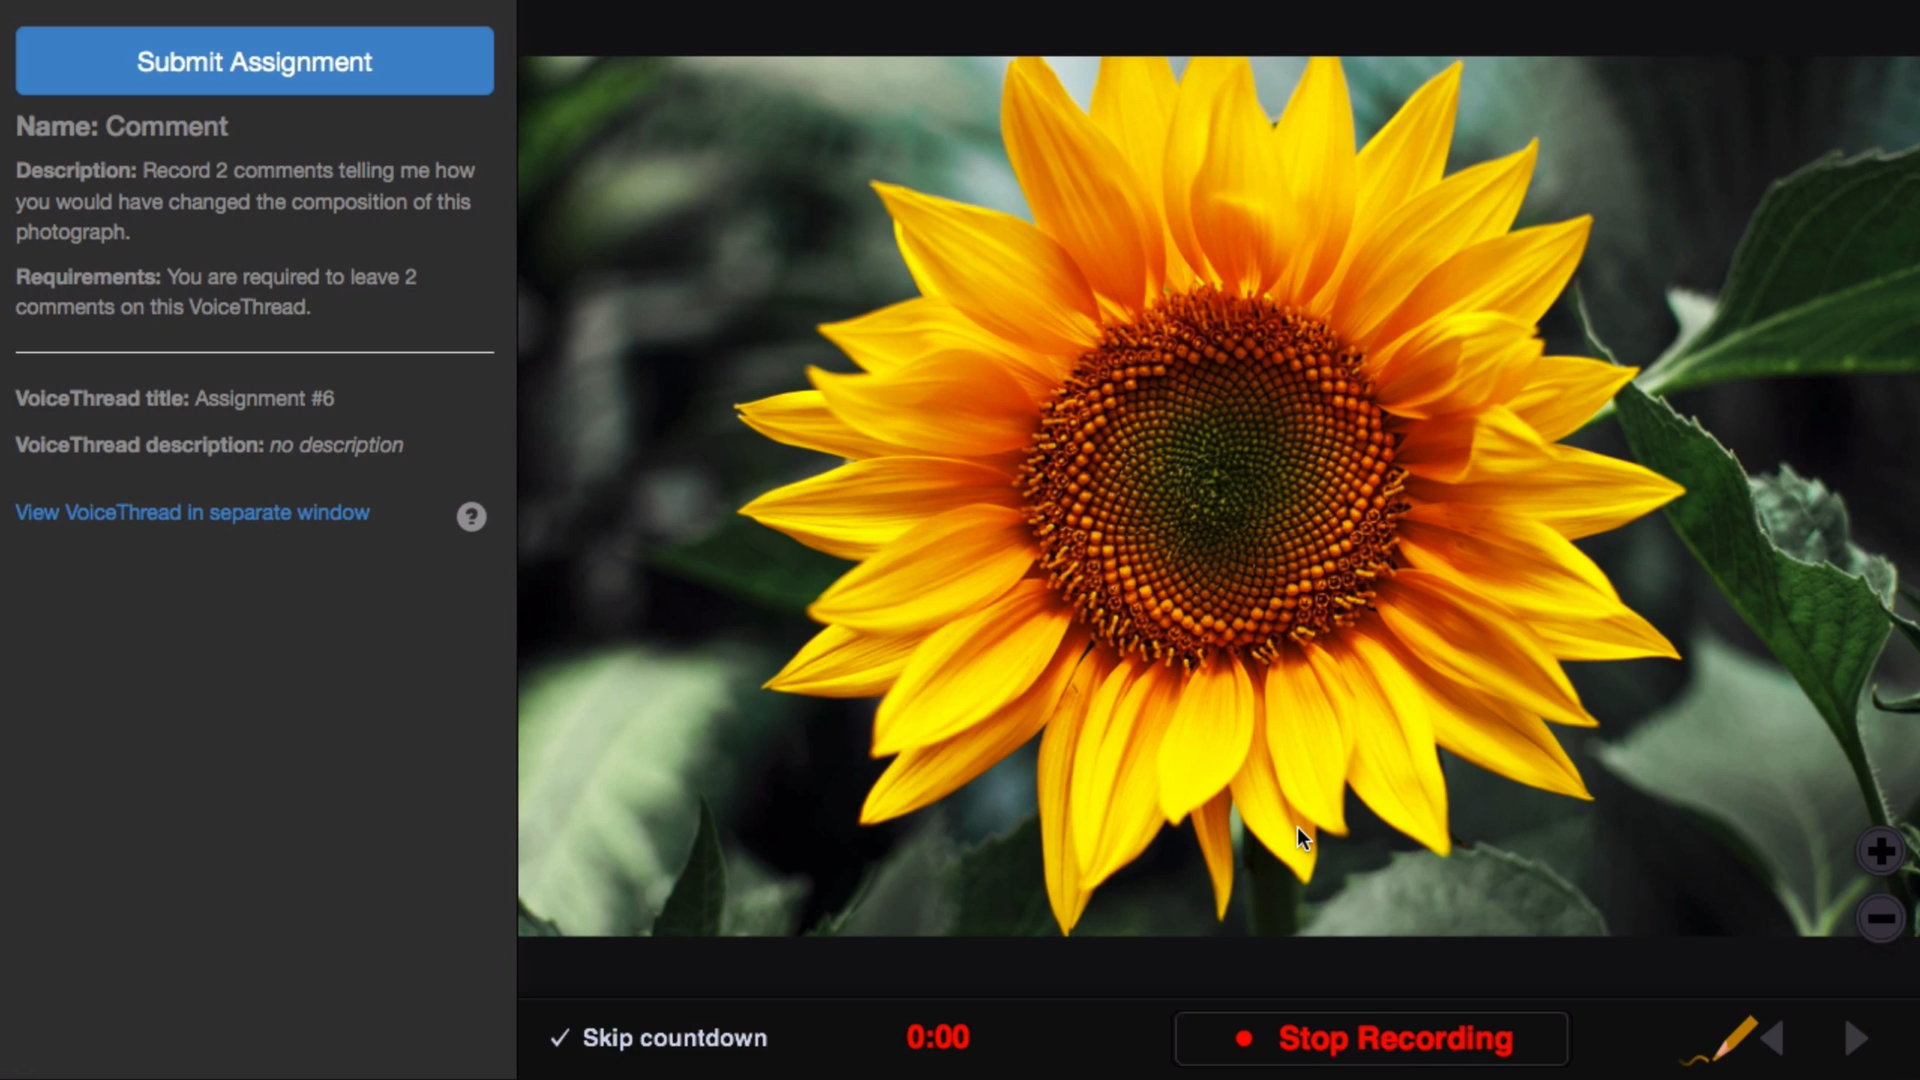 Submit Assignment
Name: Comment
Description: Record 2 comments telling me how
you would have changed the composition of this
photograph.
Requirements: You are required to leave 2
comments on this VoiceThread.
VoiceThread title: Assignment #6
VoiceThread description: no description
View VoiceThread in separate window ?
✓ Skip countdown 0:00 Stop Recording